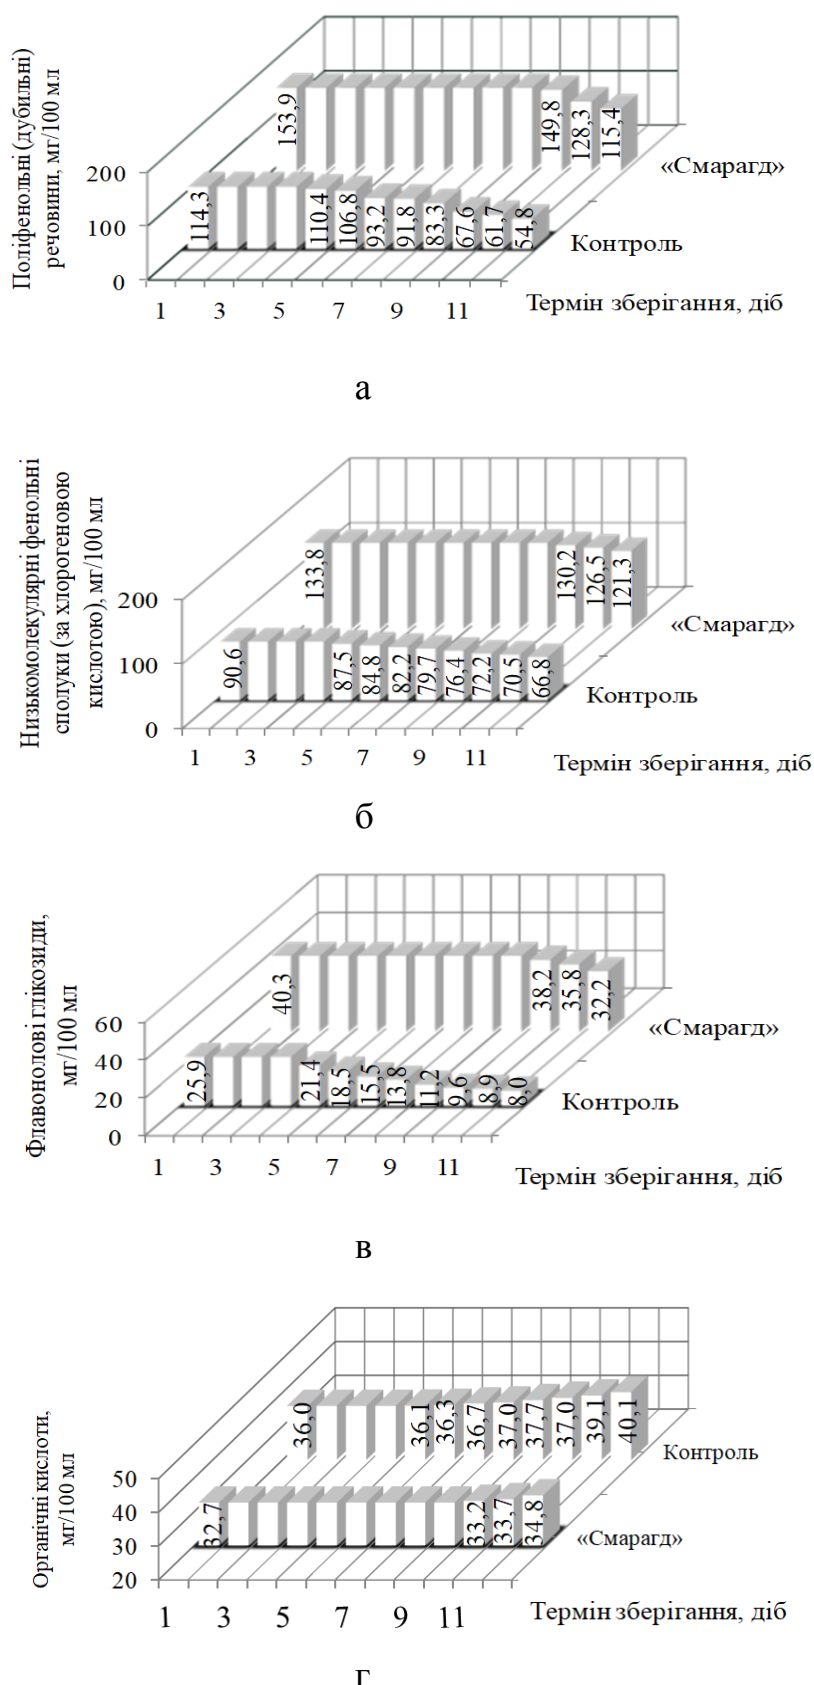 Поліфенольні (дубильні)
речовини, мг/100 мл
200
100
0
153,9
149,8
128,3
115,4
«Смарагд»
114,3
110,4
106,8
93,2
91,8
83,3
67,6
61,7
54,8
Контроль
1 3 5 7 9 11
Термін зберігання, діб
а
Низькомолекулярні фенольні
сполуки (за хлорогеновою
кислотою), мг/100 мл
200
100
0
133,8
130,2
126,5
121,3
«Смарагд»
90,6
87,5
84,8
82,2
79,7
76,4
72,2
70,5
66,8
Контроль
1 3 5 7 9 11
Термін зберігання, діб
б
Флавонолові глікозиди,
мг/100 мл
60
40
20
0
40,3
38,2
35,8
32,2
«Смарагд»
25,9
21,4
18,5
15,5
13,8
11,2
9,6
8,9
8,0
Контроль
1 3 5 7 9 11
Термін зберігання, діб
в
Органічні кислоти,
мг/100 мл
50
40
30
20
36,0
36,1
36,3
36,7
37,0
37,7
37,0
39,1
40,1
Контроль
32,7
33,2
33,7
34,8
«Смарагд»
1 3 5 7 9 11
Термін зберігання, діб
г